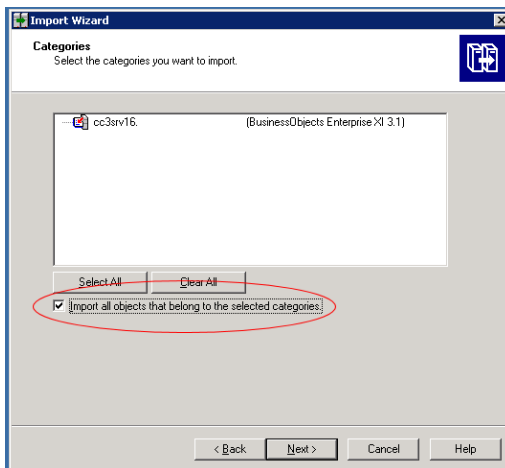 Import Wizard
Categories
Select the categories you want to import.
cc3srv16. (BusinessObjects Enterprise XI 3.1)
Select All Clear All
Import all objects that belong to the selected categories.
< Back Next > Cancel Help